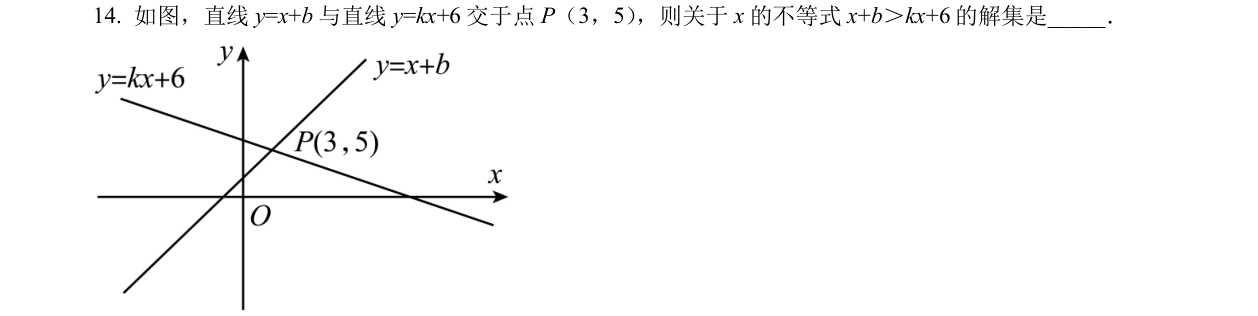 14. 如图，直线 y=x+b 与直线 y=kx+6 交于点 P（3，5），则关于 x 的不等式 x+b＞kx+6 的解集是_____．
y
y=kx+6
y=x+b
P(3,5)
x
O